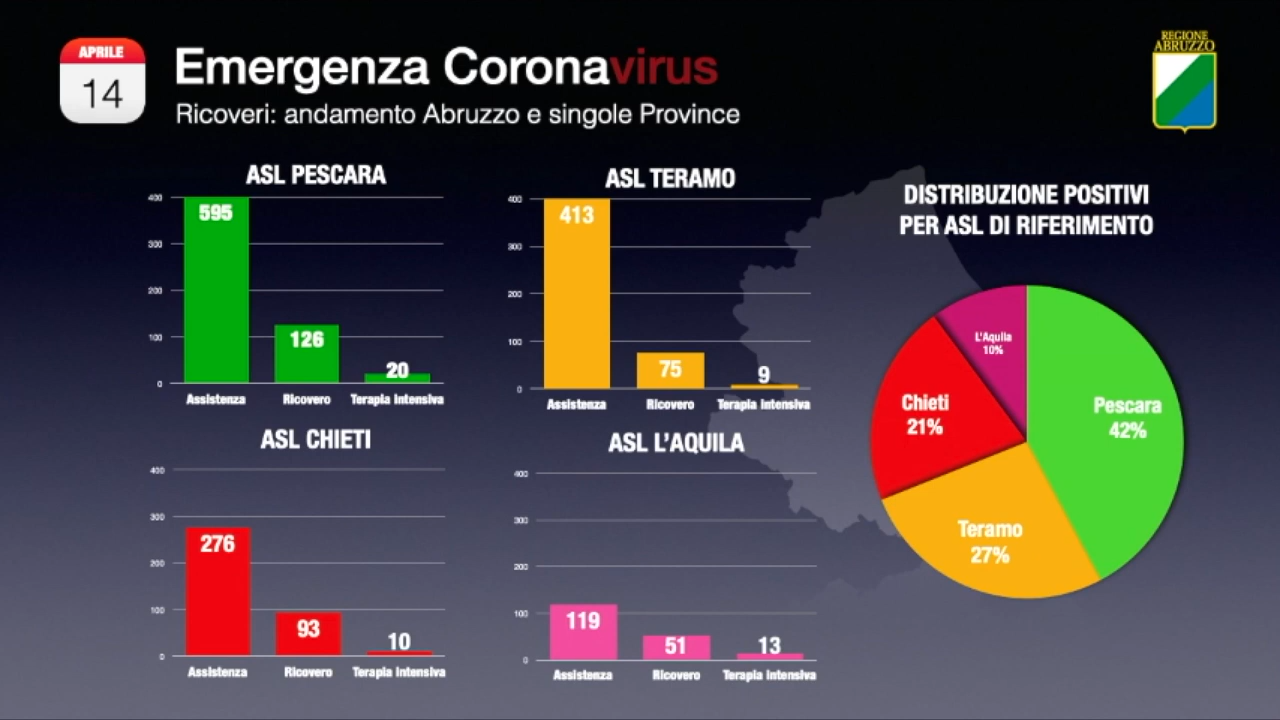 APRILE
14
Emergenza Coronavirus
Ricoveri: andamento Abruzzo e singole Province
REGIONE
ABRUZZO
ASL PESCARA
400
300
200
100
0
595
126
20
Assistenza
Ricovero
Terapia intensiva
ASL TERAMO
400
300
200
100
0
413
75
9
Assistenza
Ricovero
Terapia intensiva
DISTRIBUZIONE POSITIVI
PER ASL DI RIFERIMENTO
L'Aquila
10%
Pescara
42%
Chieti
21%
Teramo
27%
ASL CHIETI
400
300
200
100
0
276
93
10
Assistenza
Ricovero
Terapia intensiva
ASL L'AQUILA
400
300
200
100
0
119
51
13
Assistenza
Ricovero
Terapia intensiva